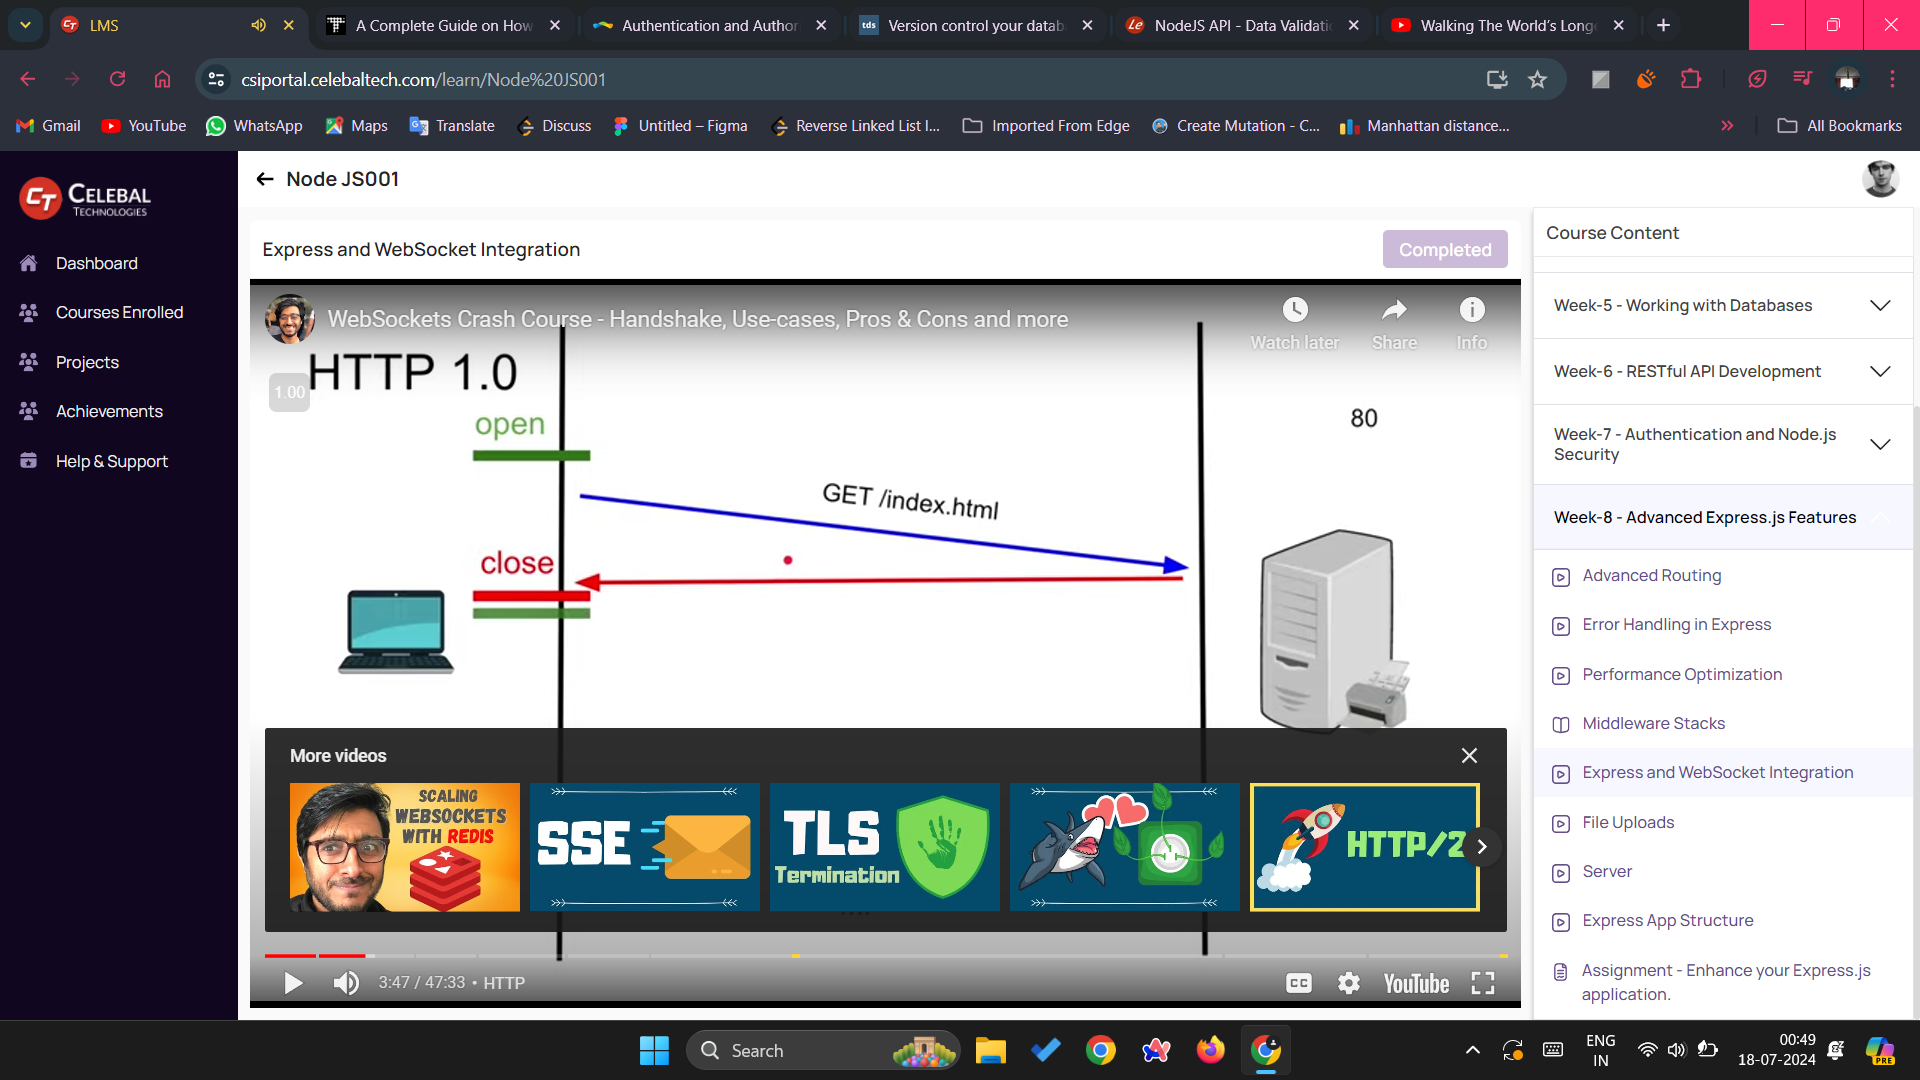 LMS
A Complete Guide on How
Authentication and Author
tds
Version control your datab
NodeJS API - Data Validati
Walking The World's Long
csiportal.celebaltech.com/learn/Node%20JS001
Gmail
YouTube
WhatsApp
Maps
Translate
Discuss
Untitled – Figma
Reverse Linked List I...
Imported From Edge
Create Mutation - C...
Manhattan distance...
All Bookmarks
CT CELEBAL
TECHNOLOGIES
Dashboard
Courses Enrolled
Projects
Achievements
Help & Support
Node JS001
Express and WebSocket Integration
Completed
WebSockets Crash Course - Handshake, Use-cases, Pros & Cons and more
Watch later
Share
Info
HTTP 1.0
1.00
open
80
GET /index.html
close
More videos
SCALING
WEBSOCKETS
WITH REDIS
SSE
TLS
Termination
HTTP/2
3:47 / 47:33 • HTTP
CC
YouTube
Course Content
Week-5 - Working with Databases
Week-6 - RESTful API Development
Week-7 - Authentication and Node.js
Security
Week-8 - Advanced Express.js Features
Advanced Routing
Error Handling in Express
Performance Optimization
Middleware Stacks
Express and WebSocket Integration
File Uploads
Server
Express App Structure
Assignment - Enhance your Express.js
application.
Search
ENG
IN
00:49
18-07-2024
PRE